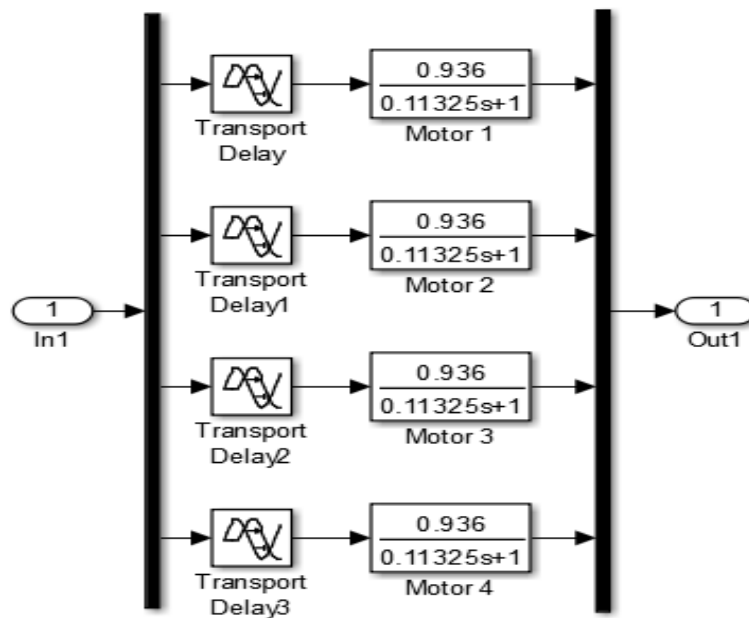 0.936
0.11325s+1
Transport
Delay
Motor 1
0.936
0.11325s+1
Transport
Delay1
Motor 2
1
In1
1
Out1
0.936
0.11325s+1
Transport
Delay2
Motor 3
0.936
0.11325s+1
Transport
Delay3
Motor 4